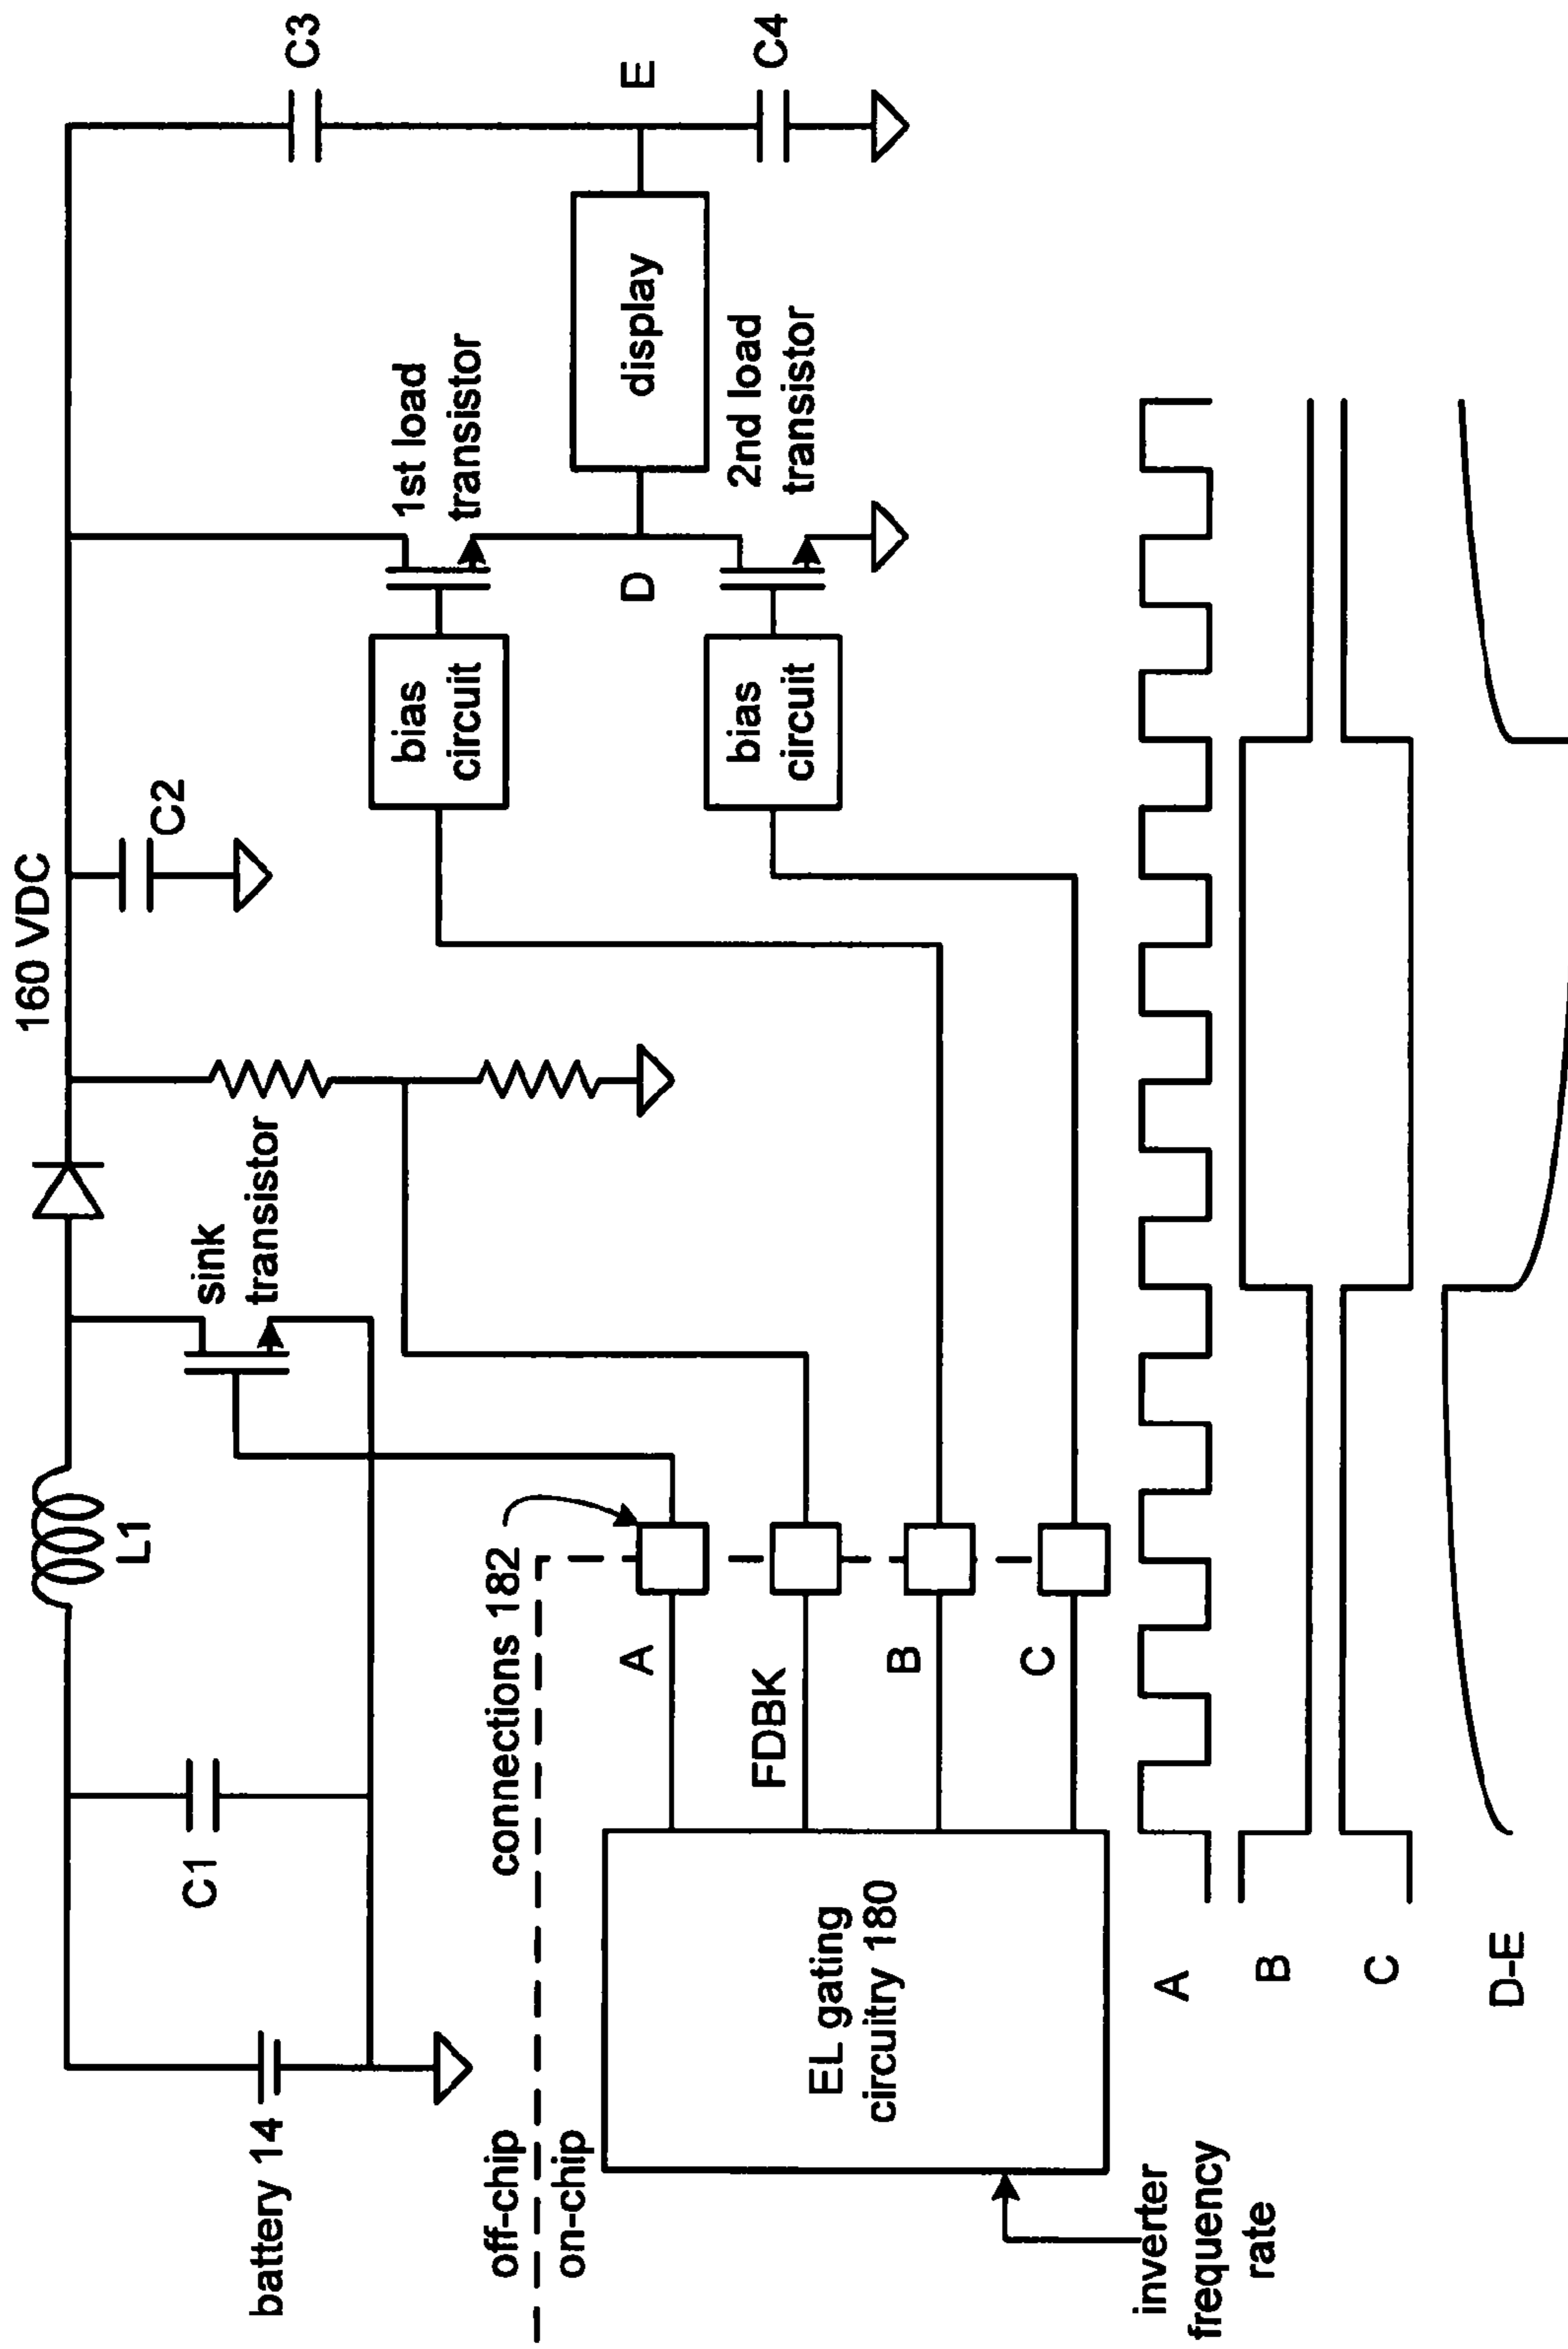 160 VDC
battery 14
C1
L1
sink
transistor
C2
C3
1st load
transistor
bias
circuit
D
display
E
C4
2nd load
transistor
bias
circuit
off-chip
on-chip
connections 182
A
FDBK
B
C
EL gating
circuitry 180
inverter
frequency
rate
A
B
C
D-E